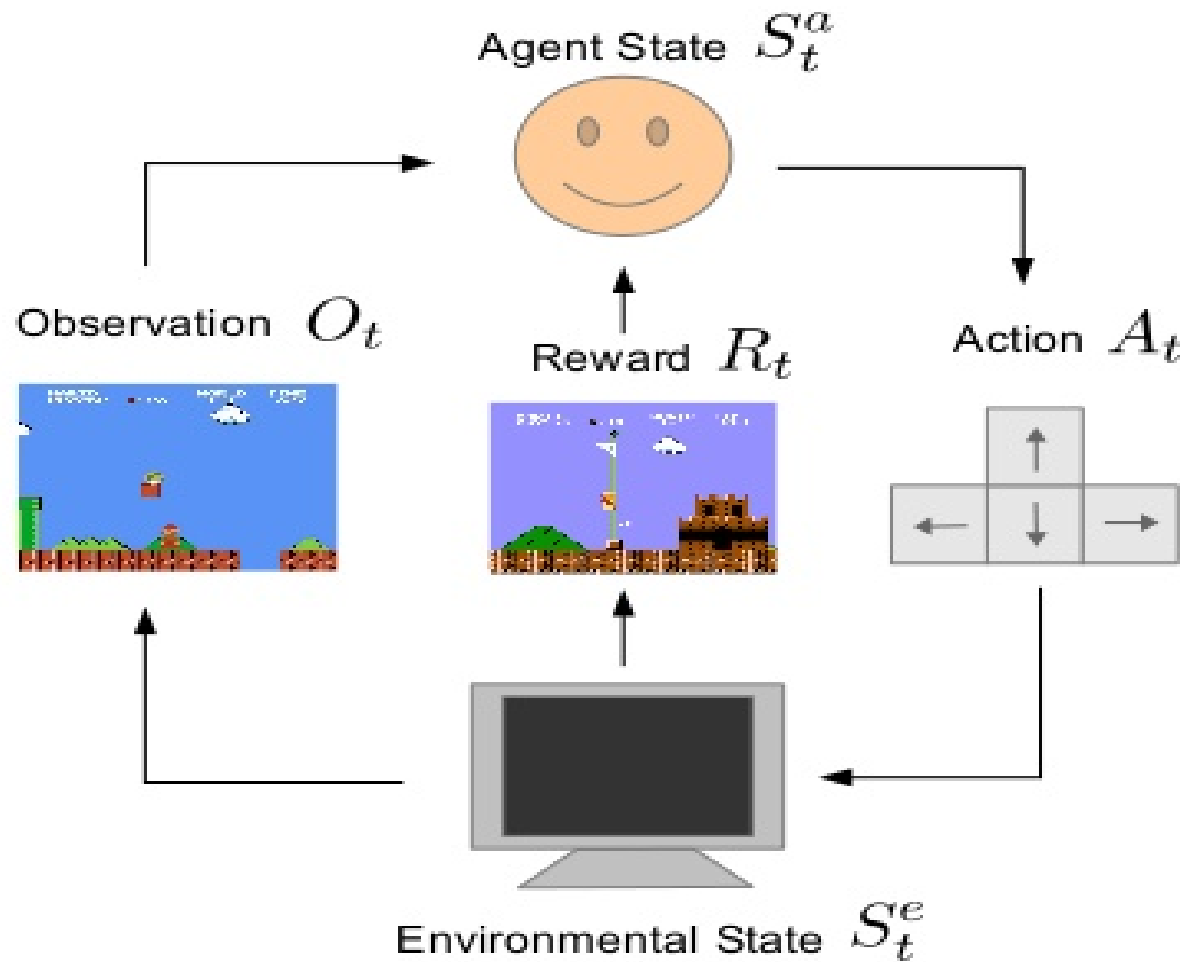 Agent State $S_t^a$
Observation $O_t$
Reward $R_t$
Action $A_t$
Environmental State $S_t^e$